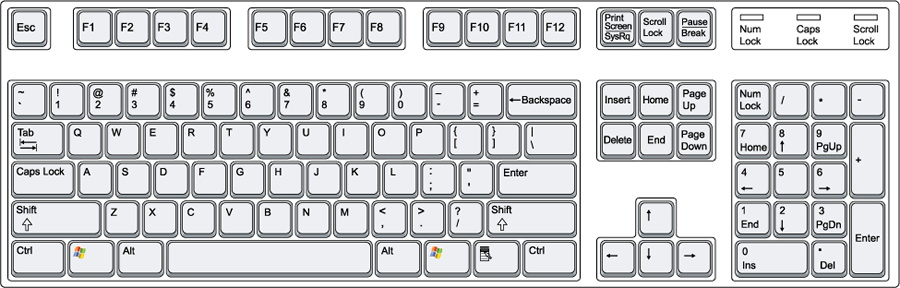 Esc F1 F2 F3 F4 F5 F6 F7 F8 F9 F10 F11 F12
Print Screen SysRq
Scroll Lock
Pause Break
Num Lock
Caps Lock
Scroll Lock
~ ! @ # $ % ^ & * ( ) – +
` 1 2 3 4 5 6 7 8 9 0 - = ←Backspace
Insert Home Page Up
Num Lock / * -
Tab Q W E R T Y U I O P { } |
[ ] \
Delete End Page Down
7 Home 8 ↑ 9 PgUp +
Caps Lock A S D F G H J K L : ; " ' Enter
4 ← 5 6 →
Shift Z X C V B N M < , > . ? / Shift
↑
1 End 2 ↓ 3 PgDn Enter
Ctrl Alt Alt Ctrl
← ↓ →
0 Ins . Del